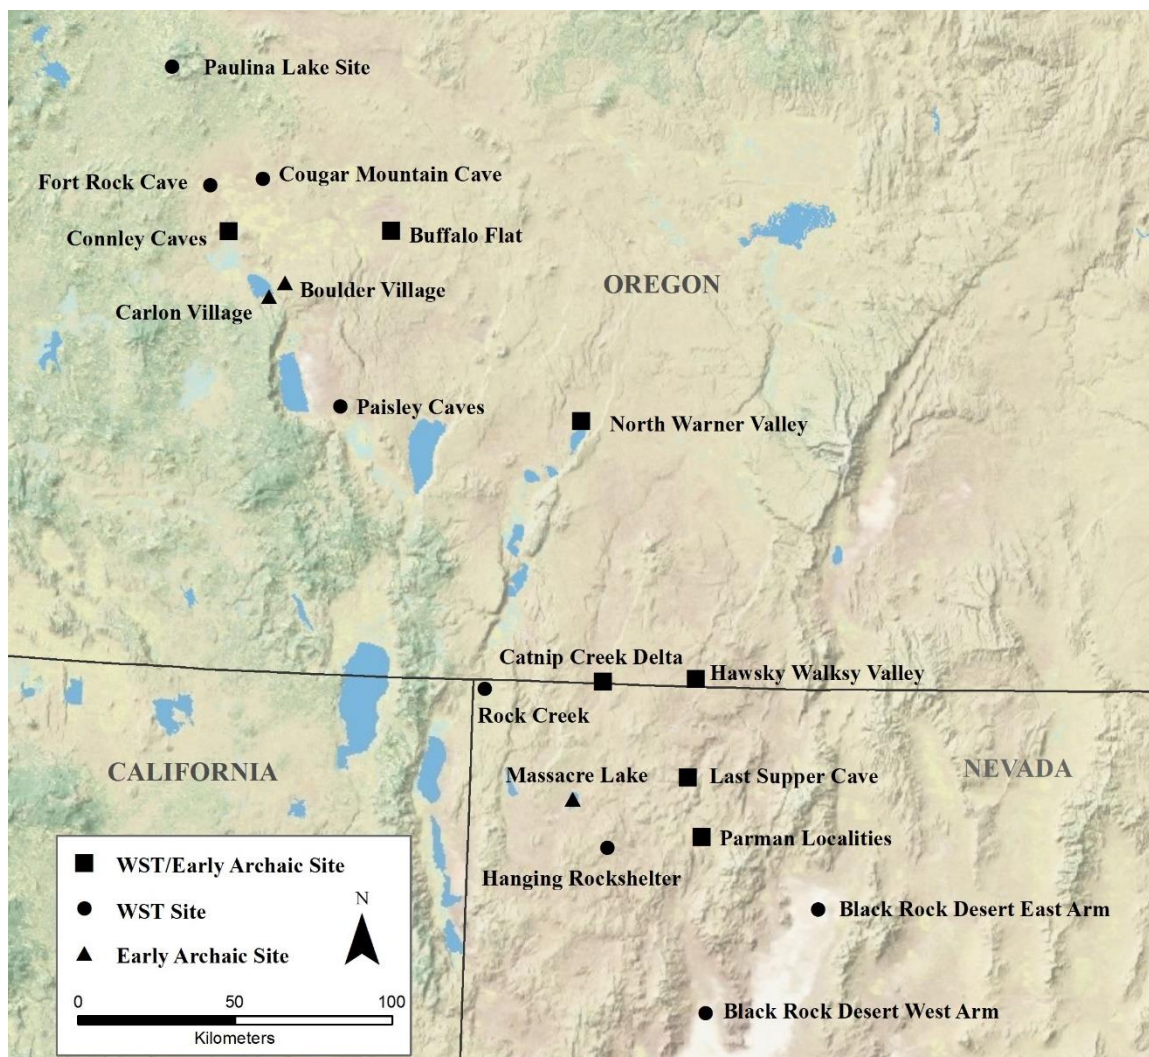 Paulina Lake Site
Fort Rock Cave
Cougar Mountain Cave
Connley Caves
Buffalo Flat
OREGON
Boulder Village
Carlon Village
Paisley Caves
North Warner Valley
Catnip Creek Delta
Hawsky Walksy Valley
Rock Creek
CALIFORNIA
Massacre Lake
Last Supper Cave
NEVADA
Parman Localities
Hanging Rockshelter
Black Rock Desert East Arm
Black Rock Desert West Arm
WST/Early Archaic Site
WST Site
Early Archaic Site
N
0 50 100
Kilometers